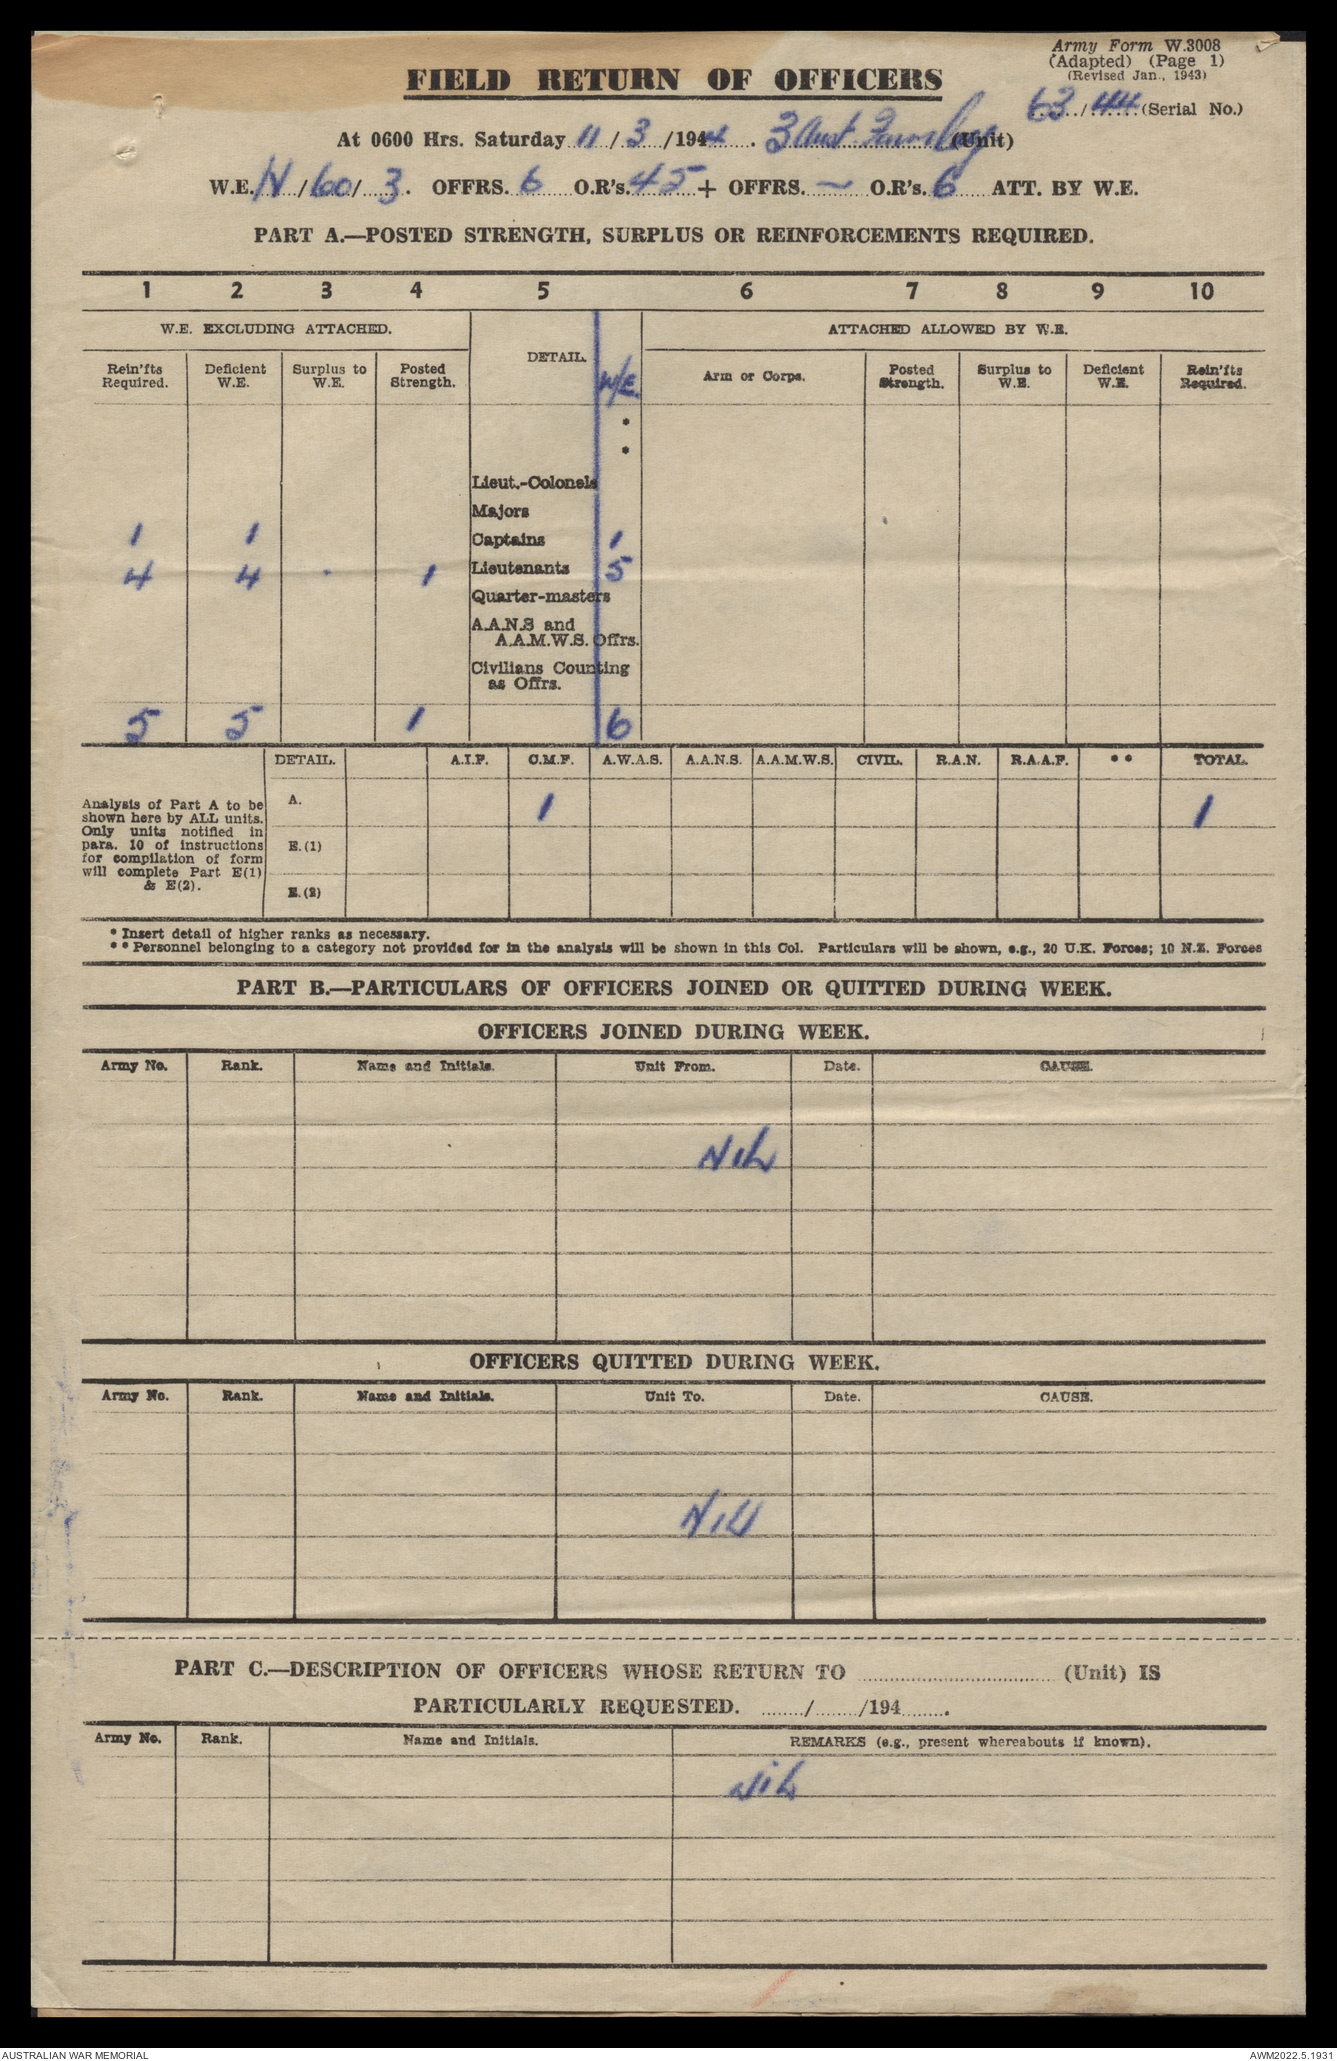 Army Form W.3008
(Adapted) (Page 1)
(Revised Jan., 1943)
FIELD RETURN OF OFFICERS
63/44 (Serial No.)
At 0600 Hrs. Saturday 11/3/1944. 3 Aust. (Unit)
W.E. IV/60/3. OFFRS. 6 O.R's. 45 + OFFRS. — O.R's. 6 ATT. BY W.E.
PART A.—POSTED STRENGTH, SURPLUS OR REINFORCEMENTS REQUIRED.
1 2 3 4 5 6 7 8 9 10
W.E. EXCLUDING ATTACHED. DETAIL. W/E. ATTACHED ALLOWED BY W.E.
Rein'fts Required. Deficient W.E. Surplus to W.E. Posted Strength. Arm or Corps. Posted Strength. Surplus to W.E. Deficient W.E. Rein'fts Required.
*
*
Lieut.-Colonels
Majors
1 1 Captains 1
4 4 . 1 Lieutenants 5
Quarter-masters
A.A.N.S and
A.A.M.W.S. Offrs.
Civilians Counting
as Offrs.
5 5 1 6
DETAIL. A.I.F. C.M.F. A.W.A.S. A.A.N.S. A.A.M.W.S. CIVIL. R.A.N. R.A.A.F. ** TOTAL.
A. 1 1
E.(1)
E.(2)
Analysis of Part A to be
shown here by ALL units.
Only units notified in
para. 10 of instructions
for compilation of form
will complete Part E(1)
& E(2).
* Insert detail of higher ranks as necessary.
** Personnel belonging to a category not provided for in the analysis will be shown in this Col. Particulars will be shown, e.g., 20 U.K. Forces; 10 N.Z. Forces
PART B.—PARTICULARS OF OFFICERS JOINED OR QUITTED DURING WEEK.
OFFICERS JOINED DURING WEEK.
Army No. Rank. Name and Initials. Unit From. Date. CAUSE.
NIL
OFFICERS QUITTED DURING WEEK.
Army No. Rank. Name and Initials. Unit To. Date. CAUSE.
NIL
PART C.—DESCRIPTION OF OFFICERS WHOSE RETURN TO .................... (Unit) IS
PARTICULARLY REQUESTED. ......../......../194........
Army No. Rank. Name and Initials. REMARKS (e.g., present whereabouts if known).
NIL
AUSTRALIAN WAR MEMORIAL AWM2022.5.1931